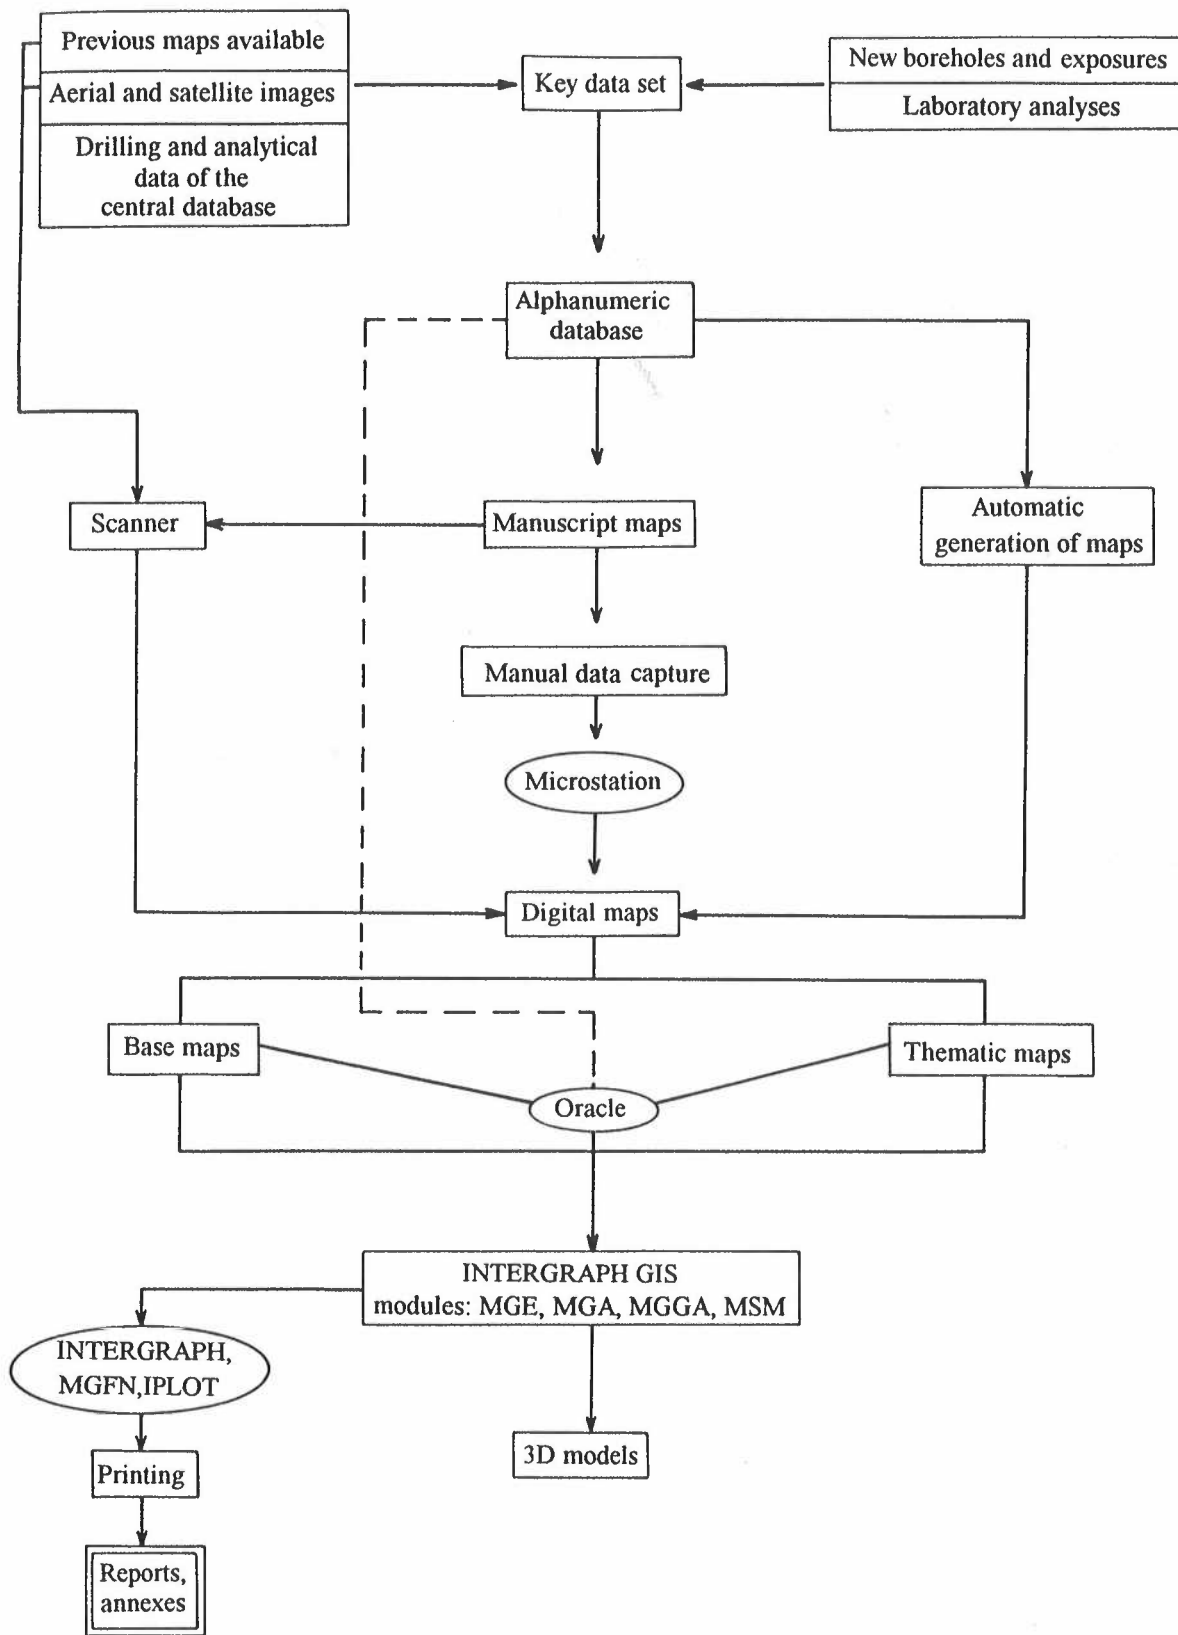 Previous maps available
Aerial and satellite images
Drilling and analytical
data of the
central database
Key data set
New boreholes and exposures
Laboratory analyses
Alphanumeric
database
Scanner
Manuscript maps
Automatic
generation of maps
Manual data capture
Microstation
Digital maps
Base maps
Thematic maps
Oracle
INTERGRAPH GIS
modules: MGE, MGA, MGGA, MSM
INTERGRAPH,
MGFN,IPLOT
3D models
Printing
Reports,
annexes